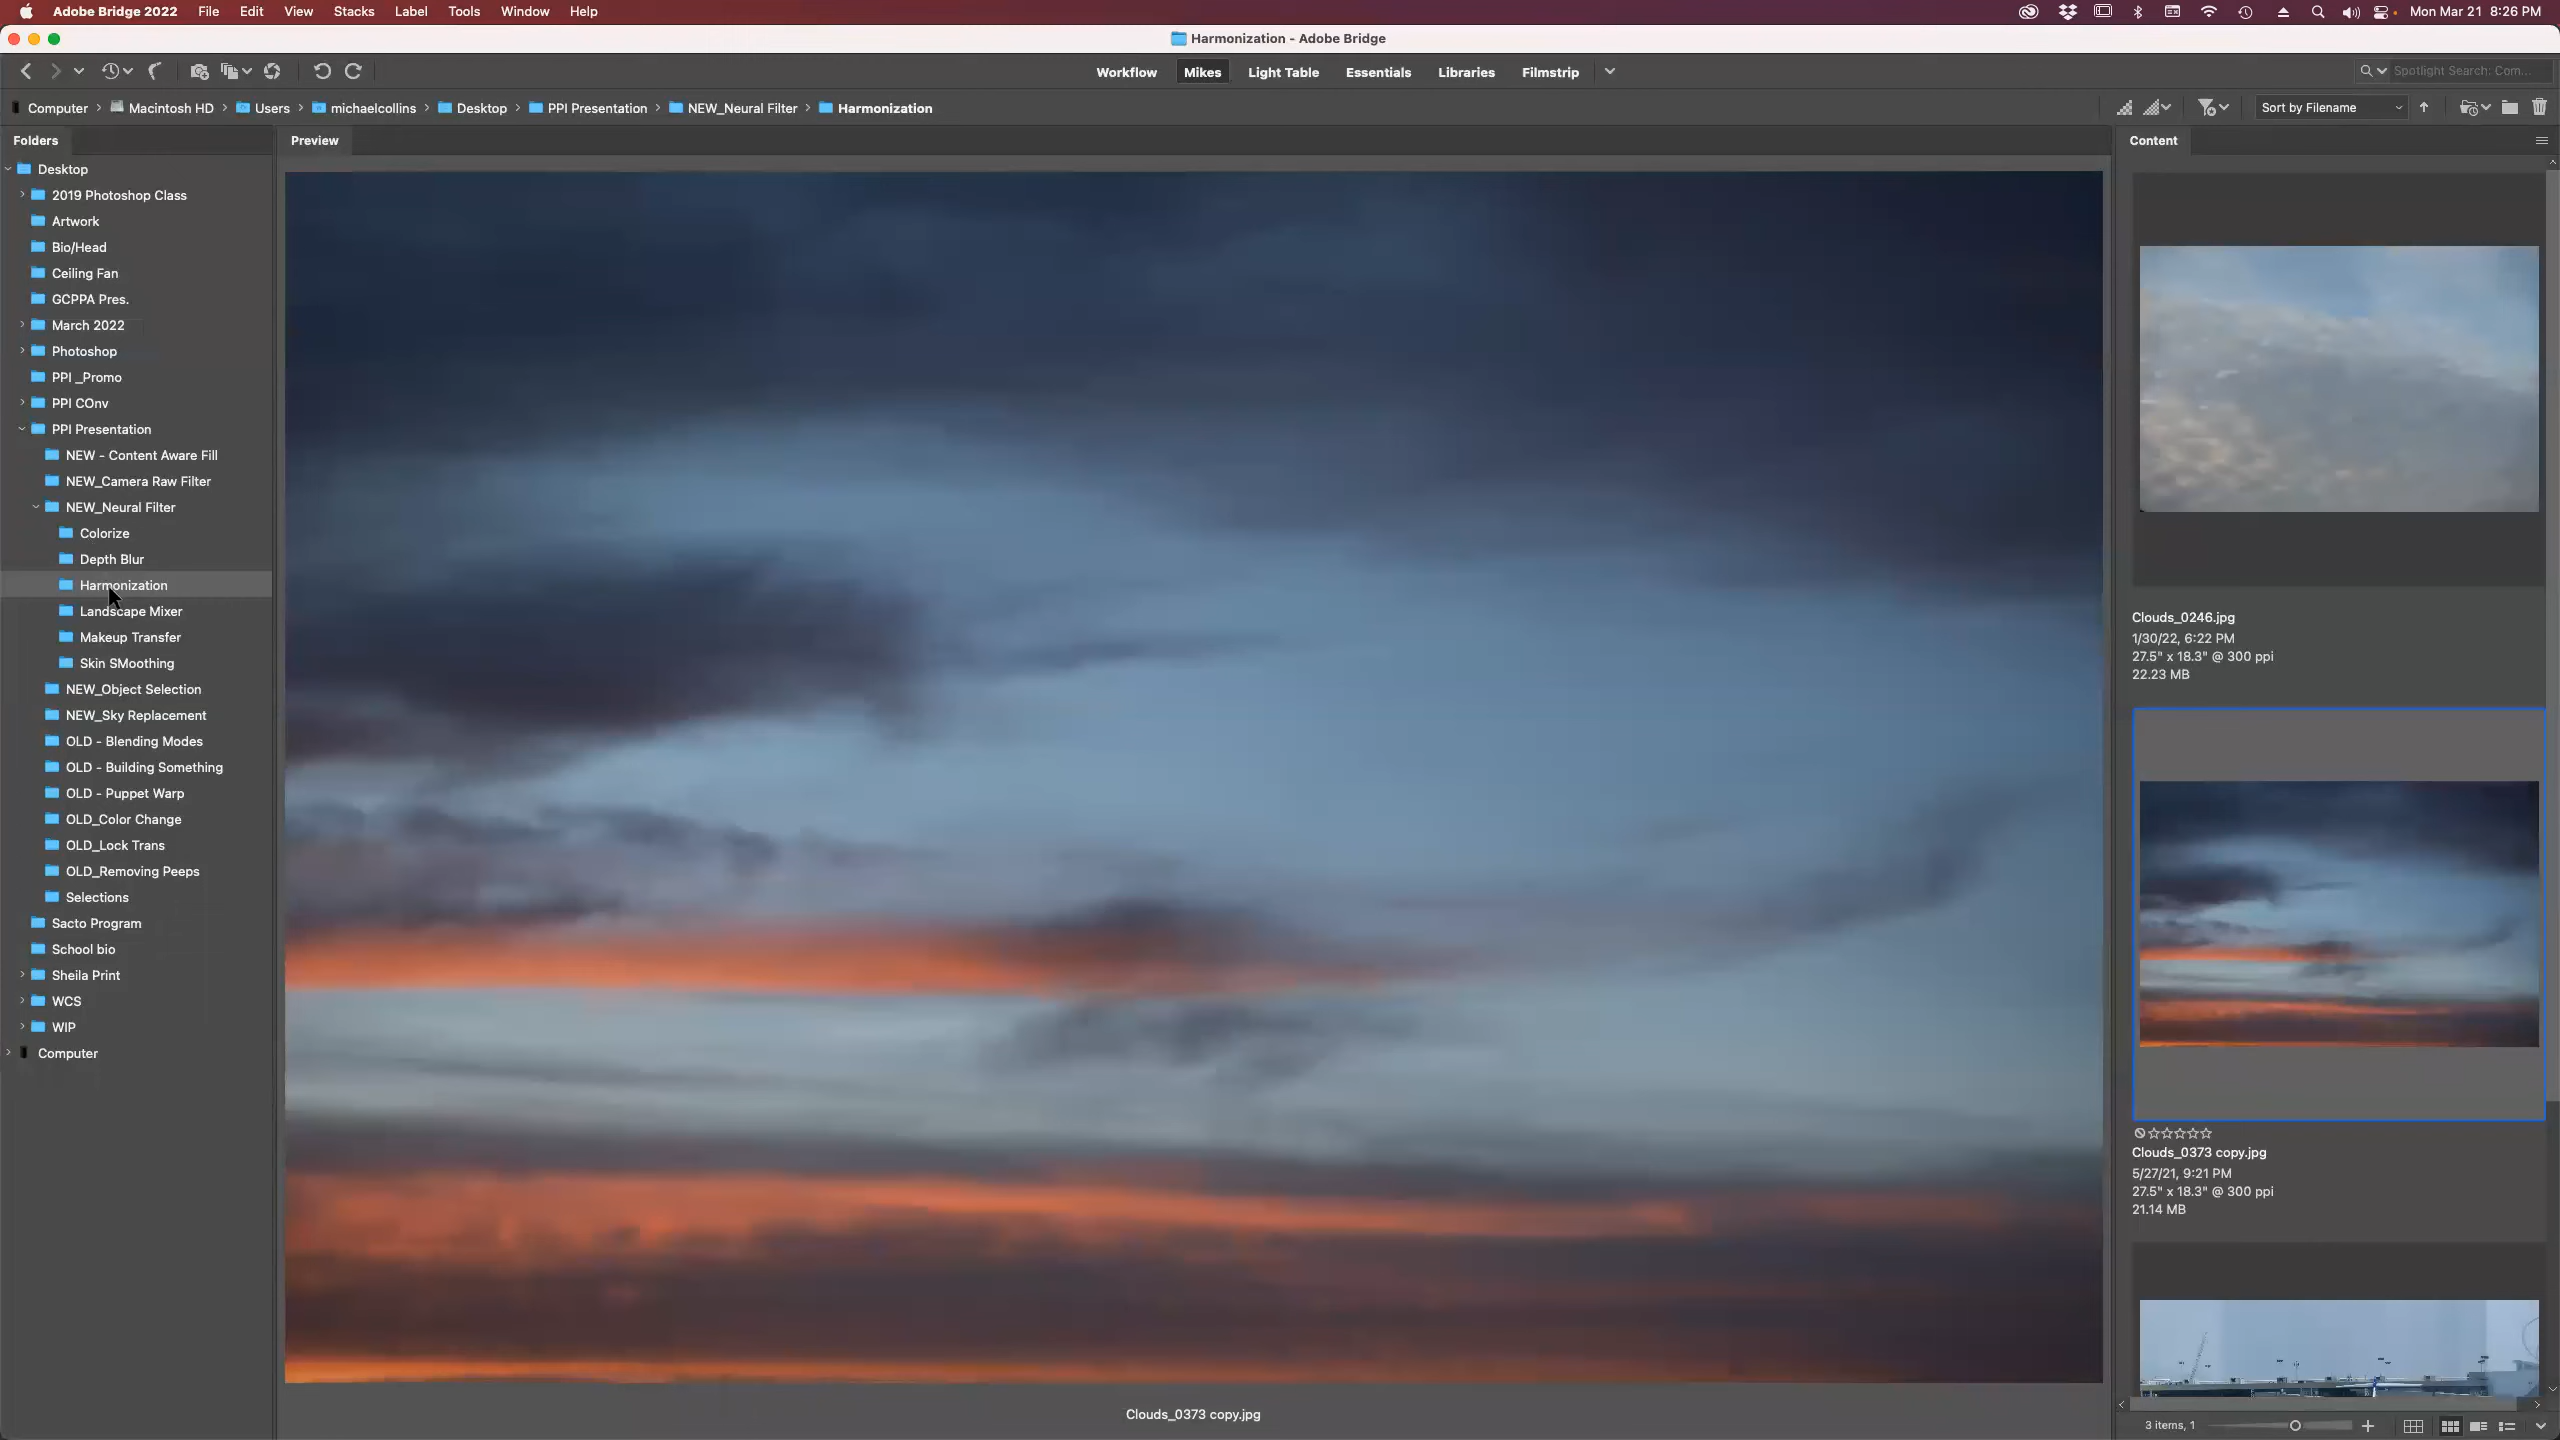 Adobe Bridge 2022 File Edit View Stacks Label Tools Window Help Mon Mar 21 8:26 PM
Harmonization - Adobe Bridge
Workflow Mikes Light Table Essentials Libraries Filmstrip Spotlight Search: Com...
Computer Macintosh HD Users michaelcollins Desktop PPI Presentation NEW_Neural Filter Harmonization Sort by Filename
Folders
Desktop
2019 Photoshop Class
Artwork
Bio/Head
Ceiling Fan
GCPPA Pres.
March 2022
Photoshop
PPI _Promo
PPI COnv
PPI Presentation
NEW - Content Aware Fill
NEW_Camera Raw Filter
NEW_Neural Filter
Colorize
Depth Blur
Harmonization
Landscape Mixer
Makeup Transfer
Skin SMoothing
NEW_Object Selection
NEW_Sky Replacement
OLD - Blending Modes
OLD - Building Something
OLD - Puppet Warp
OLD_Color Change
OLD_Lock Trans
OLD_Removing Peeps
Selections
Sacto Program
School bio
Sheila Print
WCS
WIP
Computer
Preview
Clouds_0373 copy.jpg
Content
Clouds_0246.jpg
1/30/22, 6:22 PM
27.5" x 18.3" @ 300 ppi
22.23 MB
Clouds_0373 copy.jpg
5/27/21, 9:21 PM
27.5" x 18.3" @ 300 ppi
21.14 MB
3 items, 1